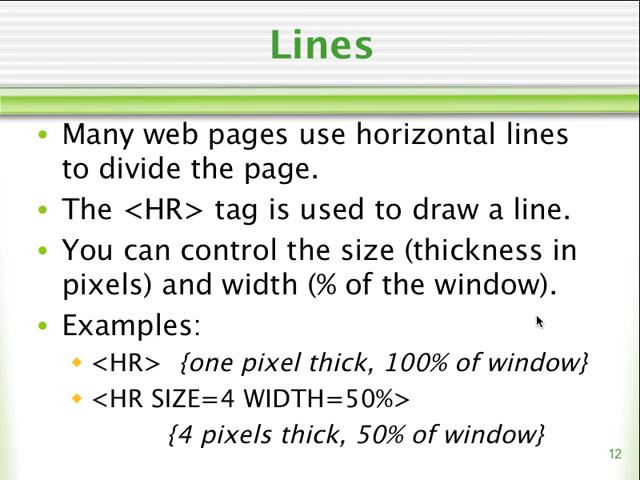 Lines
Many web pages use horizontal lines
to divide the page.
The <HR> tag is used to draw a line.
You can control the size (thickness in
pixels) and width (% of the window).
Examples:
<HR> {one pixel thick, 100% of window}
<HR SIZE=4 WIDTH=50%>
{4 pixels thick, 50% of window}
12